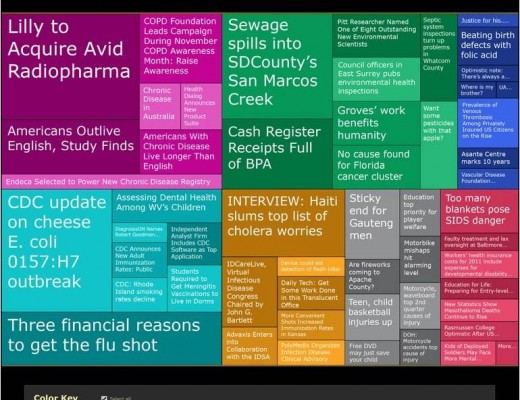 Lilly to
Acquire Avid
Radiopharma
Americans Outlive
English, Study Finds
COPD Foundation
Leads Campaign
During November
COPD Awareness
Month: Raise
Awareness
Chronic
Disease
in
Australia
Health
Dialog
Announces
New
Product
Suite
Americans With
Chronic Disease
Live Longer Than
English
Endeca Selected to Power New Chronic Disease Registry
Sewage
spills into
SDCounty's
San Marcos
Creek
Cash Register
Receipts Full
of BPA
Pitt Researcher Named
One of Eight Outstanding
New Environmental
Scientists
Council officers in
East Surrey pubs
environmental health
inspections
Groves' work
benefits
humanity
No cause found
for Florida
cancer cluster
Septic
system
inspections
turn up
problems
in
Whatcom
County
Want
some
pesticides
with that
apple?
Justice for his....
Beating birth
defects with
folic acid
Optimistic note:
There's always a...
Where is my
brother?
UA...
Prevalence of
Venous
Thrombosis
Among Privately
Insured US Citizens
on the Rise
Asante Centre
marks 10 years
Vascular Disease
Foundation...
CDC update
on cheese
E. coli
0157:H7
outbreak
Assessing Dental Health
Among WV's Children
DiagnosisONE Names
Robert Goodman...
CDC Announces
New Adult
Immunization
Rates: Public
CDC: Rhode
Island smoking
rates decline
Independent
Analyst Firm
Includes CDC
Software as Top
Application
Students
Required to
Get Meningitis
Vaccinations to
Live in Dorms
Three financial reasons
to get the flu shot
INTERVIEW: Haiti
slums top list of
cholera worries
IDCareLive,
Virtual
Infectious
Disease
Congress
Chaired by
John G.
Bartlett
Advaxis Enters
into
Collaboration
with the IDSA
Device could aid
detection of
Daily Tech: Get
Some Work Done
in this Translucent
Office
More Convenient
Shots Increased
Immunization Rates
in Kansas
PolyMedix Organizes
Infection Disease
Clinical Advisory
Sticky
end for
Gauteng
men
Are fireworks
coming to
Apache
County?
Teen, child
basketball
injuries up
Free DVD
may just save
your child
Education
top
priority for
player
welfare
Motorbike
mishaps
hit
alarming
level
Motorcycle,
waveboard
top 2nd
quarter
causes of
injury
DOH:
Motorcycle
accidents top
cause of
injury
Too many
blankets pose
SIDS danger
Faulty treatment and lax
oversight at Baltimore...
Workers' health insurance
costs for 2011 include
expenses for
developmental disability...
Education for Life,
Preparing for Entry-level...
New Statistics Show
Mesothelioma Deaths
Continue to Rise
Rasmussen College
Optimistic After US...
Kids of Deployed
Soldiers May Face
More Mental...
More...
Color Key
Select all